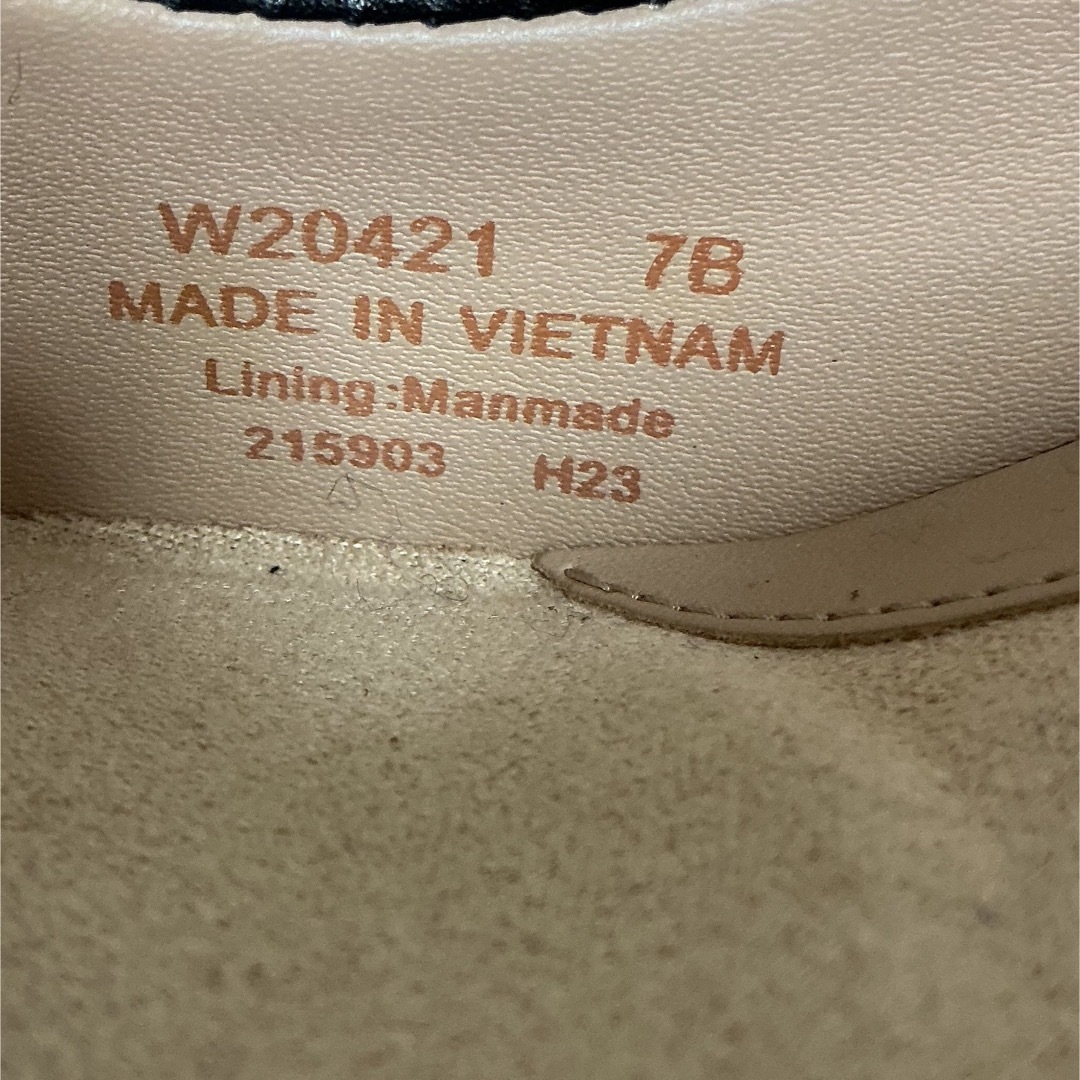 W20421 7B
MADE IN VIETNAM
Lining:Manmade
215903 H23